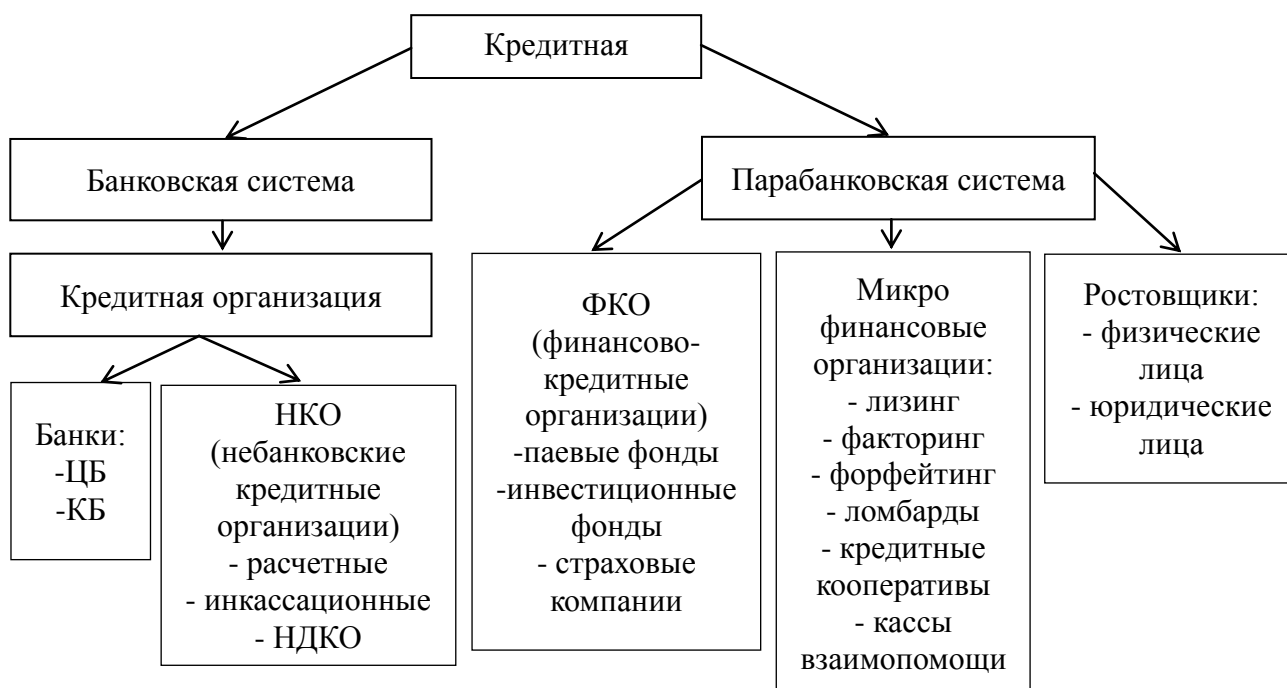 Кредитная
Банковская система
Парабанковская система
Кредитная организация
Банки:
-ЦБ
-КБ
НКО
(небанковские
кредитные
организации)
- расчетные
- инкассационные
- НДКО
ФКО
(финансово-
кредитные
организации)
-паевые фонды
-инвестиционные
фонды
- страховые
компании
Микро
финансовые
организации:
- лизинг
- факторинг
- форфейтинг
- ломбарды
- кредитные
кооперативы
- кассы
взаимопомощи
Ростовщики:
- физические
лица
- юридические
лица